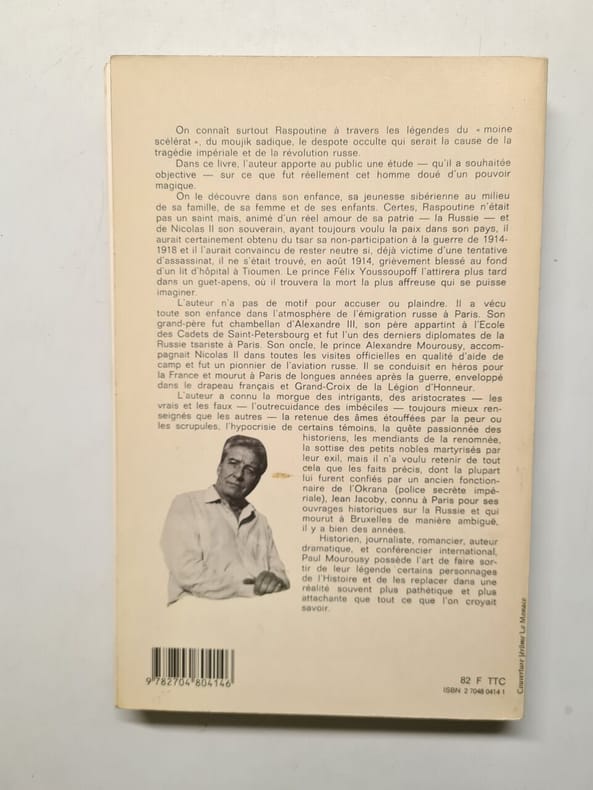 On connaît surtout Raspoutine à travers les légendes du « moine
scélérat », du moujik sadique, le despote occulte qui serait la cause de la
tragédie impériale et de la révolution russe.
Dans ce livre, l'auteur apporte au public une étude — qu'il a souhaitée
objective — sur ce que fut réellement cet homme doué d'un pouvoir
magique.
On le découvre dans son enfance, sa jeunesse sibérienne au milieu
de sa famille, de sa femme et de ses enfants. Certes, Raspoutine n'était
pas un saint mais, animé d'un réel amour de sa patrie — la Russie — et
de Nicolas II son souverain, ayant toujours voulu la paix dans son pays, il
aurait certainement obtenu du tsar sa non-participation à la guerre de 1914-
1918 et il l'aurait convaincu de rester neutre si, déjà victime d'une tentative
d'assassinat, il ne s'était trouvé, en août 1914, grièvement blessé au fond
d'un lit d'hôpital à Tioumen. Le prince Félix Youssoupoff l'attirera plus tard
dans un guet-apens, où il trouvera la mort la plus affreuse qui se puisse
imaginer.
L'auteur n'a pas de motif pour accuser ou plaindre. Il a vécu
toute son enfance dans l'atmosphère de l'émigration russe à Paris. Son
grand-père fut chambellan d'Alexandre III, son père appartint à l'Ecole
des Cadets de Saint-Petersbourg et fut l'un des derniers diplomates de la
Russie tsariste à Paris. Son oncle, le prince Alexandre Mourousy, accom-
pagnait Nicolas II dans toutes les visites officielles en qualité d'aide de
camp et fut un pionnier de l'aviation russe. Il se conduisit en héros pour
la France et mourut à Paris de longues années après la guerre, enveloppé
dans le drapeau français et Grand-Croix de la Légion d'Honneur.
L'auteur a connu la morgue des intrigants, des aristocrates — les
vrais et les faux — l'outrecuidance des imbéciles — toujours mieux ren-
seignés que les autres — la retenue des âmes étouffées par la peur ou
les scrupules, l'hypocrisie de certains témoins, la quête passionnée des
historiens, les mendiants de la renommée,
la sottise des petits nobles martyrisés par
leur exil, mais il n'a voulu retenir de tout
cela que les faits précis, dont la plupart
lui furent confiés par un ancien fonction-
naire de l'Okrana (police secrète impé-
riale), Jean Jacoby, connu à Paris pour ses
ouvrages historiques sur la Russie et qui
mourut à Bruxelles de manière ambiguë,
il y a bien des années.
Historien, journaliste, romancier, auteur
dramatique, et conférencier international,
Paul Mourousy possède l'art de faire sor-
tir de leur légende certains personnages
de l'Histoire et de les replacer dans une
réalité souvent plus pathétique et plus
attachante que tout ce que l'on croyait
savoir.
9 782704 804146
82 F TTC
ISBN 2 7048 0414 1
Couverture Jérôme Lo Monaco